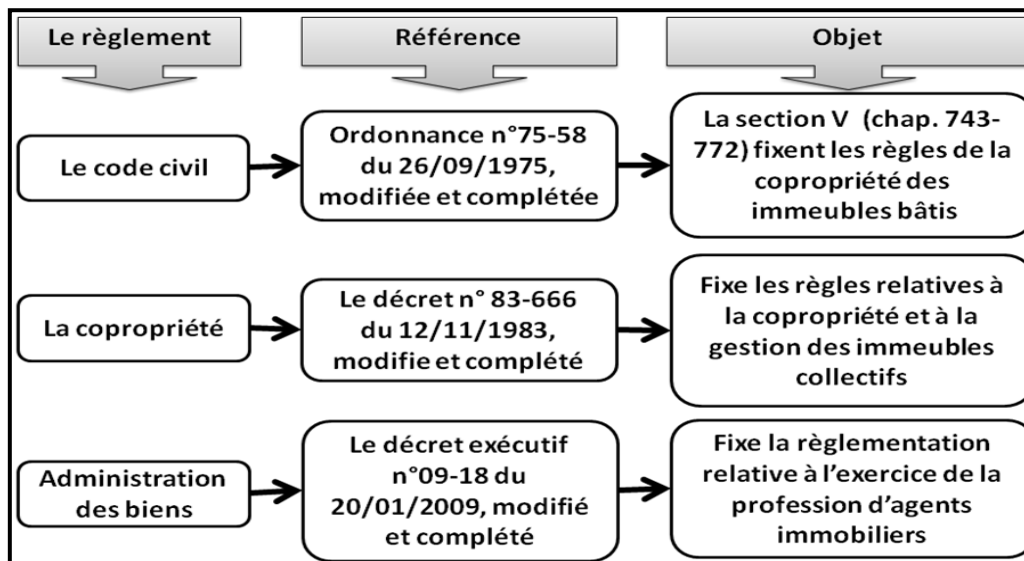 Le règlement
Référence
Objet
Le code civil
Ordonnance n°75-58
du 26/09/1975,
modifiée et complétée
La section V (chap. 743-
772) fixent les règles de la
copropriété des
immeubles bâtis
La copropriété
Le décret n° 83-666
du 12/11/1983,
modifie et complété
Fixe les règles relatives à
la copropriété et à la
gestion des immeubles
collectifs
Administration
des biens
Le décret exécutif
n°09-18 du
20/01/2009, modifié
et complété
Fixe la règlementation
relative à l’exercice de la
profession d’agents
immobiliers